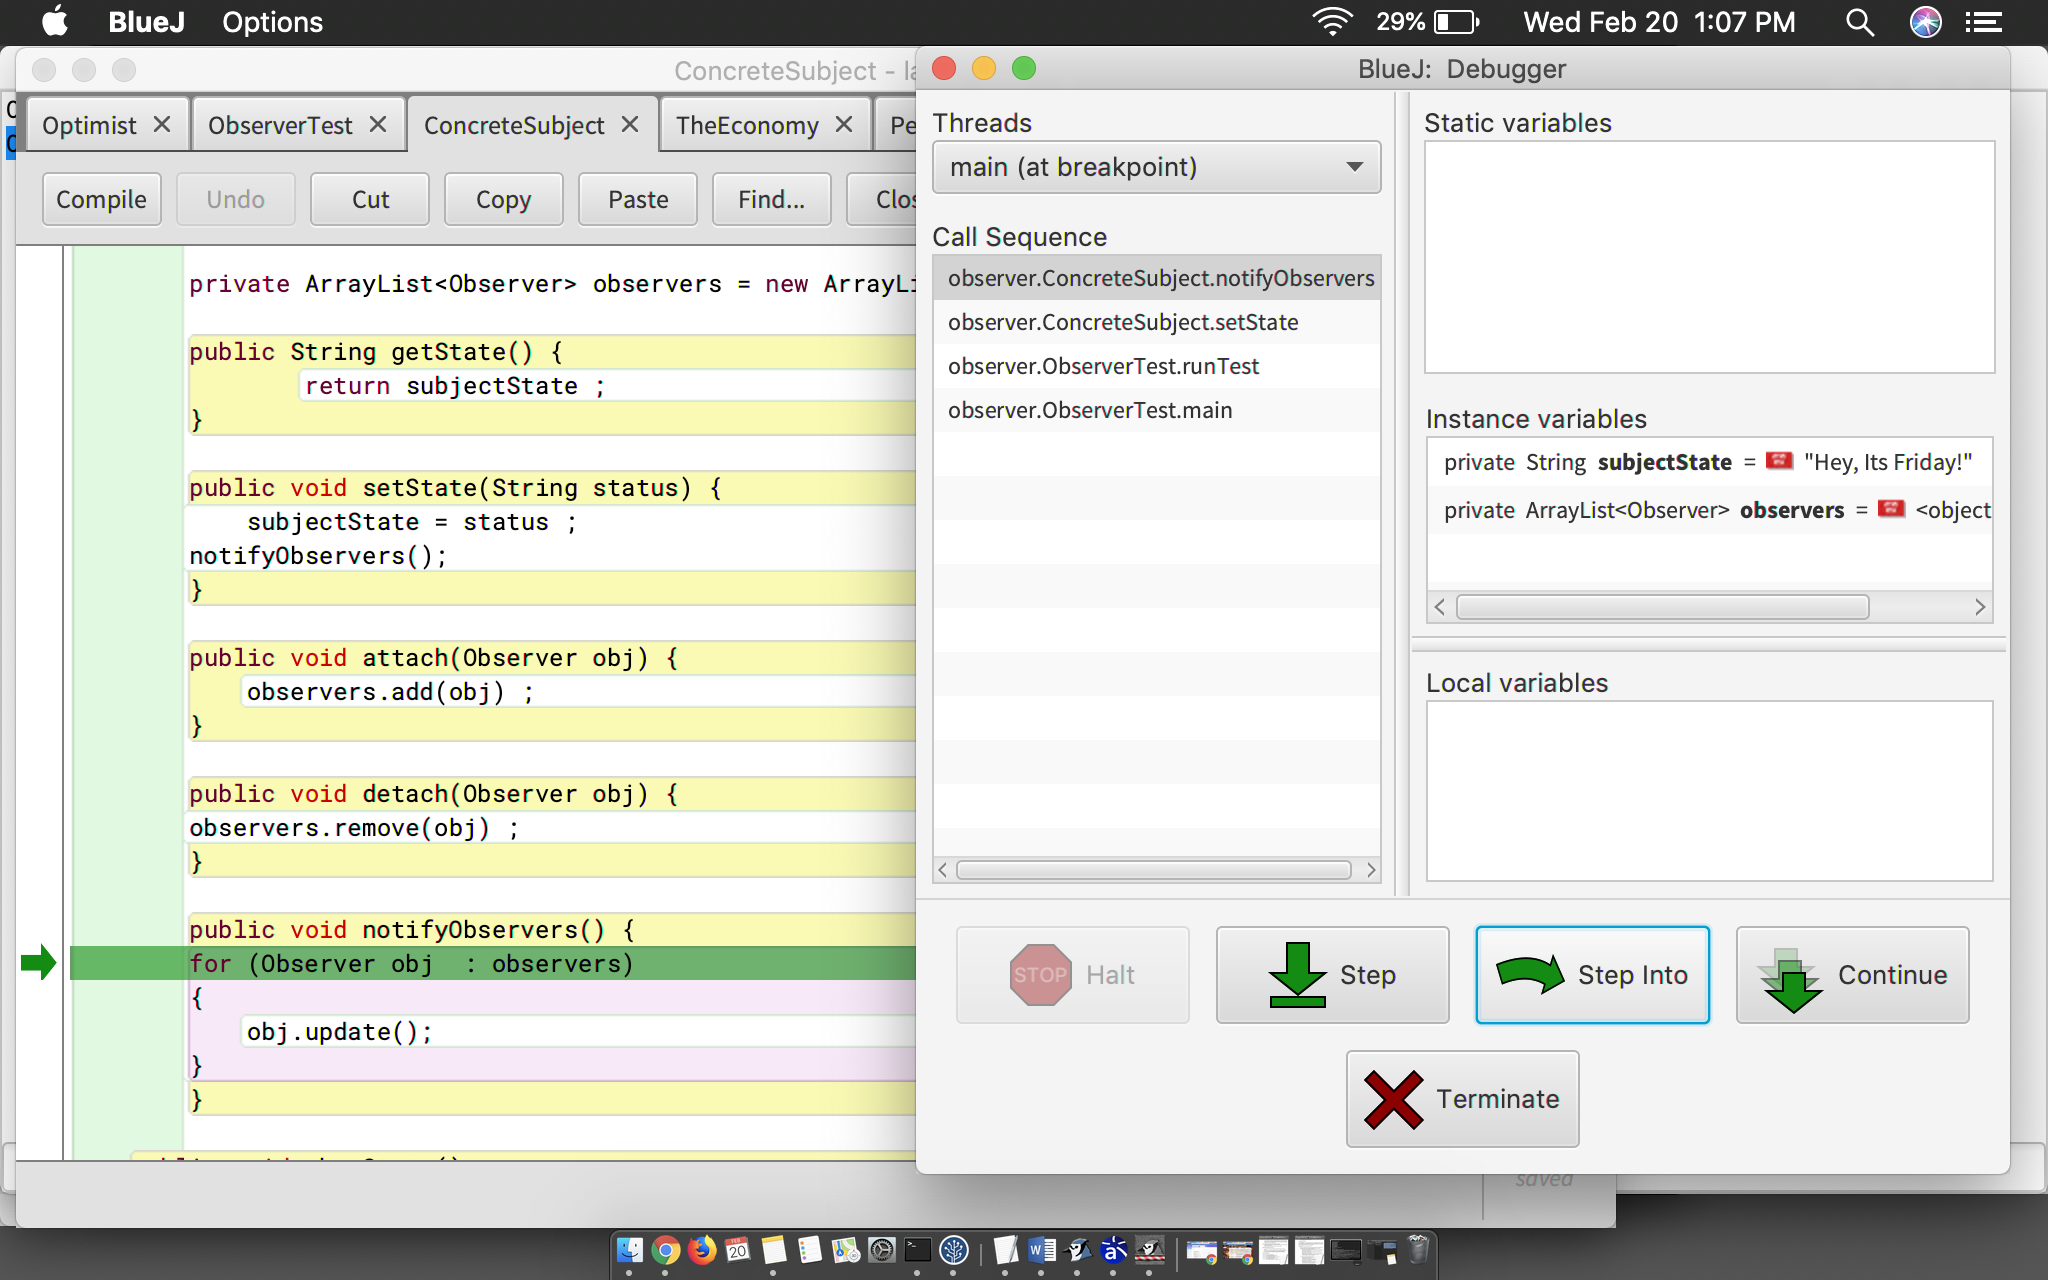 BlueJ Options 29% Wed Feb 20 1:07 PM
ConcreteSubject -
Optimist ObserverTest ConcreteSubject TheEconomy
Compile Undo Cut Copy Paste Find...
private ArrayList<Observer> observers = new
public String getState() {
return subjectState ;
}
public void setState(String status) {
subjectState = status ;
notifyObservers();
}
public void attach(Observer obj) {
observers.add(obj) ;
}
public void detach(Observer obj) {
observers.remove(obj) ;
}
public void notifyObservers() {
for (Observer obj  : observers)
{
obj.update();
}
}
saved
BlueJ:  Debugger
Threads
main (at breakpoint)
Call Sequence
observer.ConcreteSubject.notifyObservers
observer.ConcreteSubject.setState
observer.ObserverTest.runTest
observer.ObserverTest.main
Static variables
Instance variables
private String subjectState = "Hey, Its Friday!"
private ArrayList<Observer> observers = <object
Local variables
STOP Halt
Step
Step Into
Continue
Terminate
FEB
20